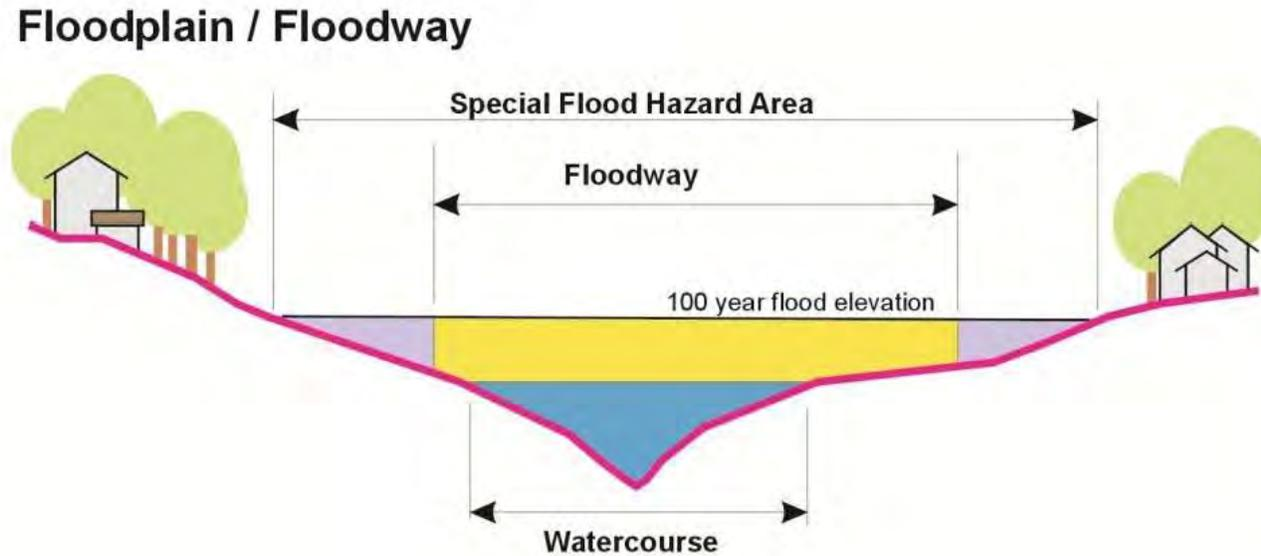 Floodplain / Floodway
Special Flood Hazard Area
Floodway
100 year flood elevation
Watercourse